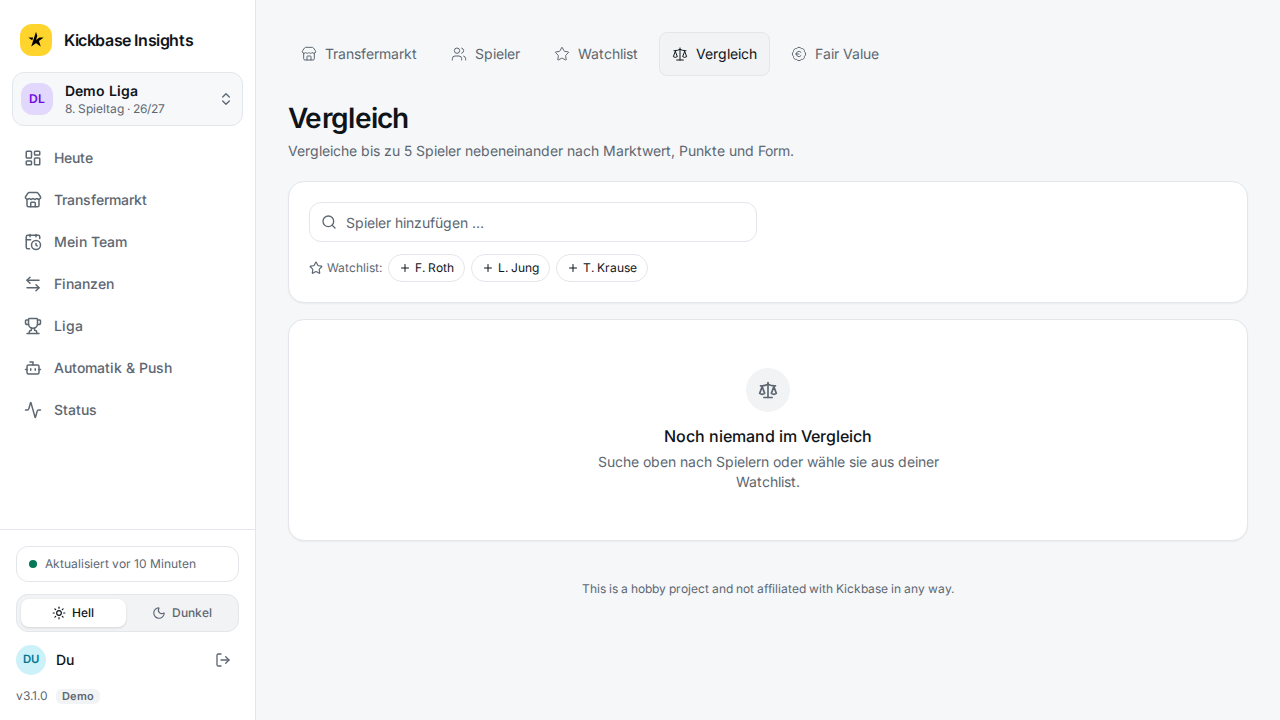 Kickbase Insights
DL
Demo Liga
8. Spieltag · 26/27
Heute
Transfermarkt
Mein Team
Finanzen
Liga
Automatik & Push
Status
Aktualisiert vor 10 Minuten
Hell
Dunkel
DU
Du
v3.1.0
Demo
Transfermarkt
Spieler
Watchlist
Vergleich
Fair Value
Vergleich
Vergleiche bis zu 5 Spieler nebeneinander nach Marktwert, Punkte und Form.
Spieler hinzufügen ...
Watchlist:
+ F. Roth
+ L. Jung
+ T. Krause
Noch niemand im Vergleich
Suche oben nach Spielern oder wähle sie aus deiner
Watchlist.
This is a hobby project and not affiliated with Kickbase in any way.